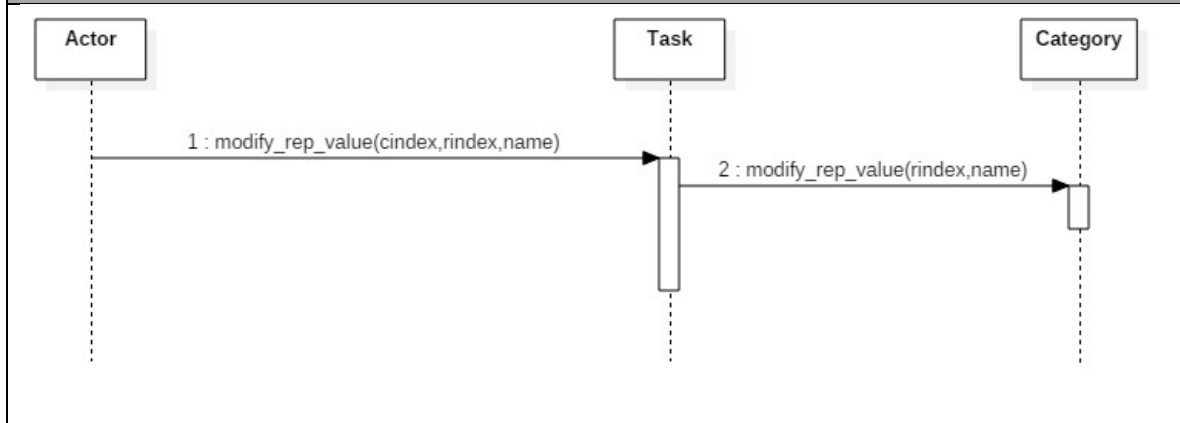 Actor
Task
Category
1 : modify_rep_value(cindex,rindex,name)
2 : modify_rep_value(rindex,name)